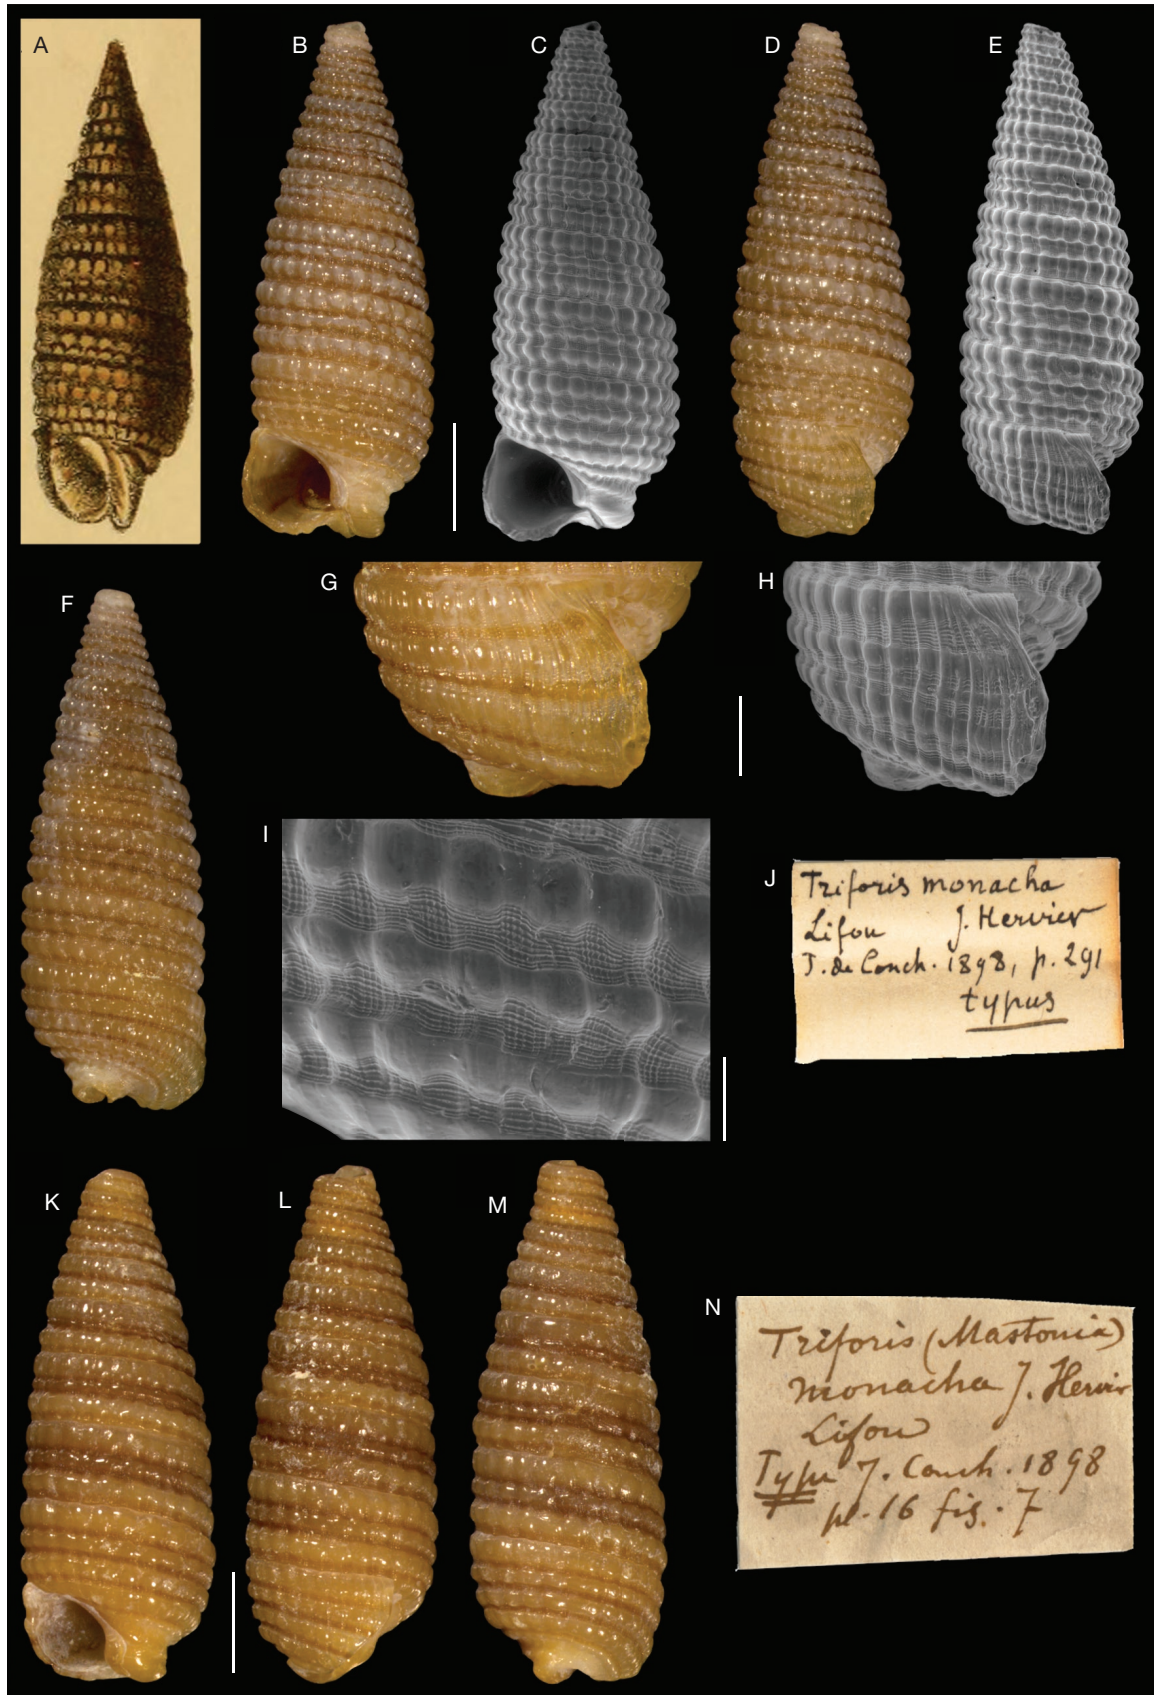 A
B
C
D
E
F
G
H
I
J
Triforis monacha
Lifou J. Hervier
J. de Conch. 1898, p. 291
typus
K
L
M
N
Triforis (Mastonia)
monacha J. Hervier
Lifou
Type J. Conch. 1898
pl. 16 fig. 7